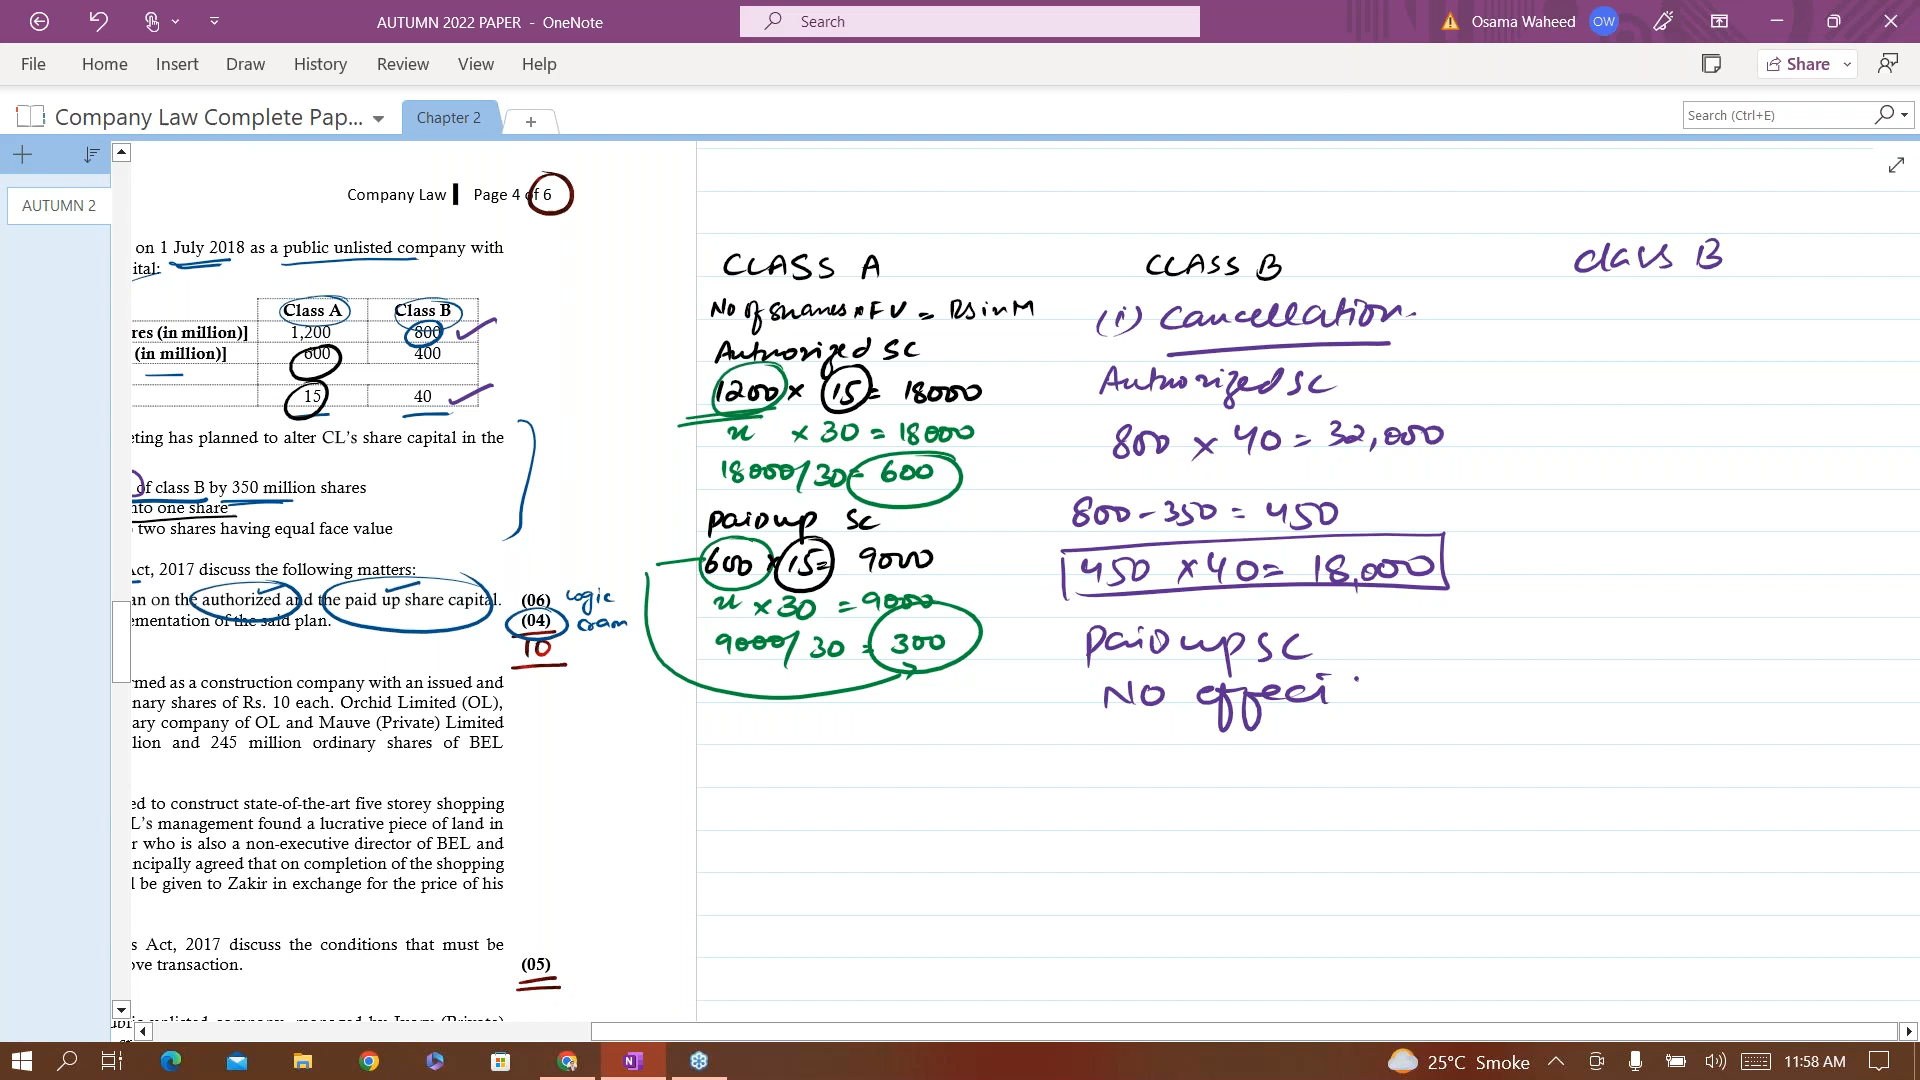 AUTUMN 2022 PAPER - OneNote
Search
Osama Waheed
OW
File
Home
Insert
Draw
History
Review
View
Help
Share
Company Law Complete Pap...
Chapter 2
Search (Ctrl+E)
AUTUMN 2
Company Law
Page 4 of 6
on 1 July 2018 as a public unlisted company with
ital:
Class A Class B
res (in million)] 1,200 800
(in million)] 600 400
15 40
eting has planned to alter CL's share capital in the
of class B by 350 million shares
nto one share
two shares having equal face value
Act, 2017 discuss the following matters:
an on the authorized and the paid up share capital. (06)
ementation of the said plan. (04)
logic
cram
10
rmed as a construction company with an issued and
nary shares of Rs. 10 each. Orchid Limited (OL),
ary company of OL and Mauve (Private) Limited
lion and 245 million ordinary shares of BEL
ed to construct state-of-the-art five storey shopping
L's management found a lucrative piece of land in
r who is also a non-executive director of BEL and
ncipally agreed that on completion of the shopping
l be given to Zakir in exchange for the price of his
s Act, 2017 discuss the conditions that must be
ove transaction. (05)
CLASS A
No of shares × FV = Rs in M
Authorized SC
1200 × 15 = 18000
x × 30 = 18000
18000/30 = 600
paidup SC
600 × 15 = 9000
x × 30 = 9000
9000/30 = 300
CLASS B
(i) Cancellation.
Authorized SC
800 × 40 = 32,000
800 - 350 = 450
450 × 40 = 18,000
Paid up SC
NO effect
class B
25°C Smoke
11:58 AM